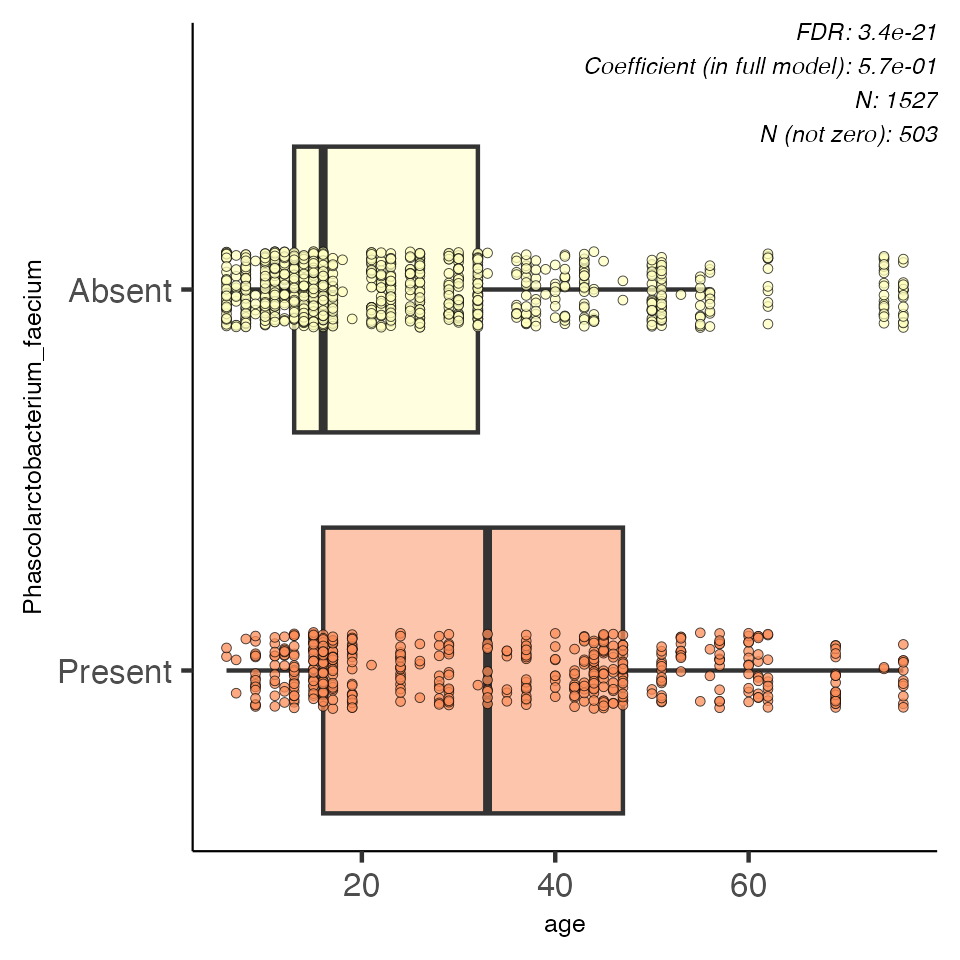 FDR: 3.4e-21
Coefficient (in full model): 5.7e-01
N: 1527
N (not zero): 503
Phascolarctobacterium_faecium
Absent
Present
20 40 60
age